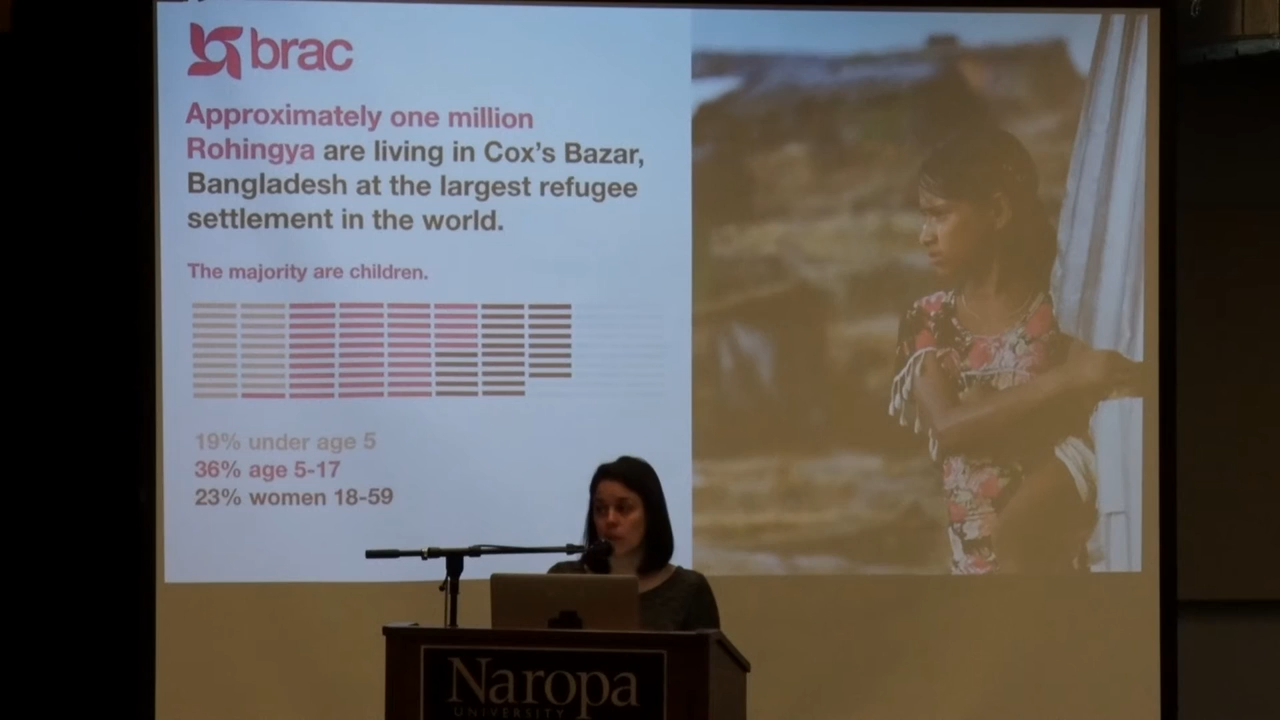 brac
Approximately one million
Rohingya are living in Cox's Bazar,
Bangladesh at the largest refugee
settlement in the world.
The majority are children.
19% under age 5
36% age 5-17
23% women 18-59
Naropa
UNIVERSITY